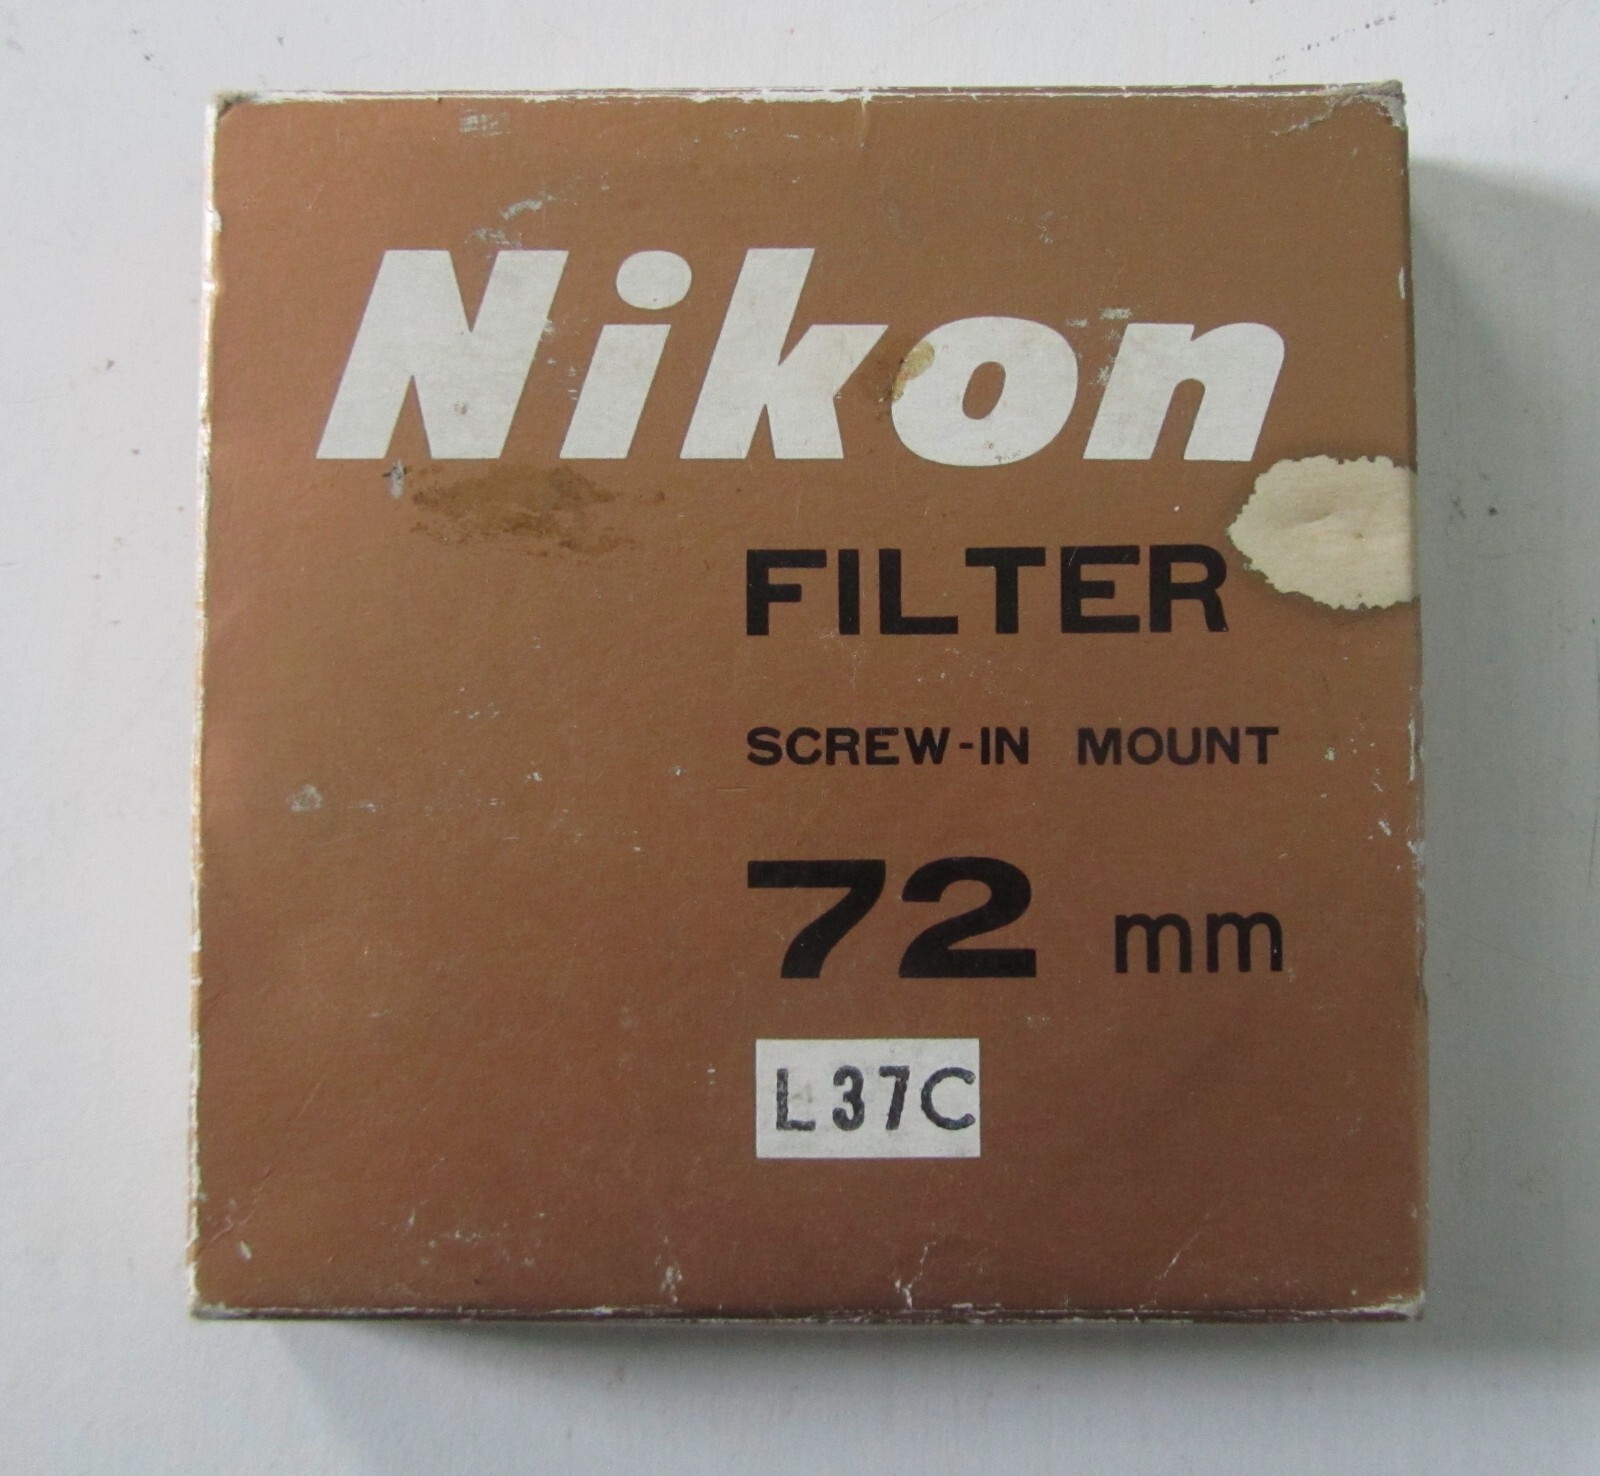 Nikon
FILTER
SCREW-IN MOUNT
72 mm
L37C